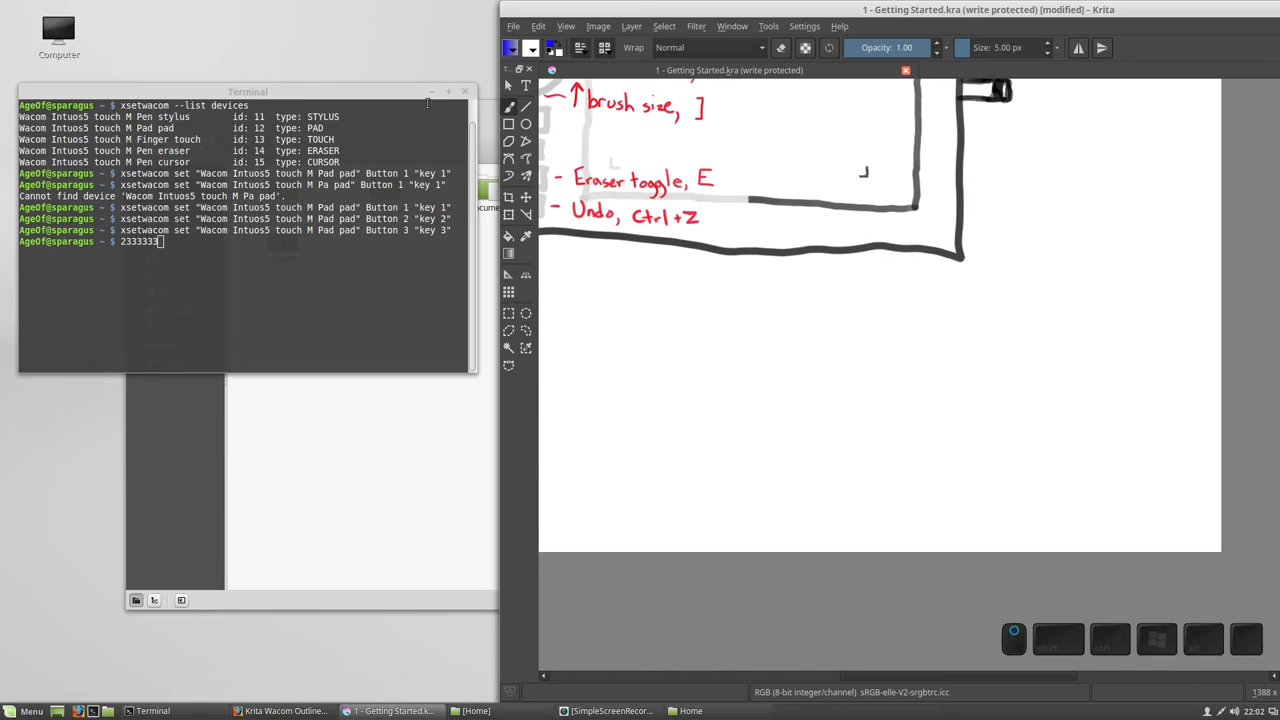 1 - Getting Started.kra (write protected) [modified] – Krita
File Edit View Image Layer Select Filter Window Tools Settings Help
Wrap Normal Opacity: 1.00 Size: 5.00 px
1 - Getting Started.kra (write protected)
Computer
Terminal
AgeOf@sparagus ~ $ xsetwacom --list devices
Wacom Intuos5 touch M Pen stylus id: 11 type: STYLUS
Wacom Intuos5 touch M Pad pad id: 12 type: PAD
Wacom Intuos5 touch M Finger touch id: 13 type: TOUCH
Wacom Intuos5 touch M Pen eraser id: 14 type: ERASER
Wacom Intuos5 touch M Pen cursor id: 15 type: CURSOR
AgeOf@sparagus ~ $ xsetwacom set "Wacom Intuos5 touch M Pad pad" Button 1 "key 1"
AgeOf@sparagus ~ $ xsetwacom set "Wacom Intuos5 touch M Pa pad" Button 1 "key 1"
Cannot find device 'Wacom Intuos5 touch M Pa pad'.
AgeOf@sparagus ~ $ xsetwacom set "Wacom Intuos5 touch M Pad pad" Button 1 "key 1"
AgeOf@sparagus ~ $ xsetwacom set "Wacom Intuos5 touch M Pad pad" Button 2 "key 2"
AgeOf@sparagus ~ $ xsetwacom set "Wacom Intuos5 touch M Pad pad" Button 3 "key 3"
AgeOf@sparagus ~ $ 2333333
brush size, ]
- Eraser toggle, E
- Undo, Ctrl+Z
shift ctrl alt
RGB (8-bit integer/channel) sRGB-elle-V2-srgbtrc.icc
1388 x
Menu Terminal Krita Wacom Outline... 1 - Getting Started.k... [Home] [SimpleScreenRecor... Home 22:02